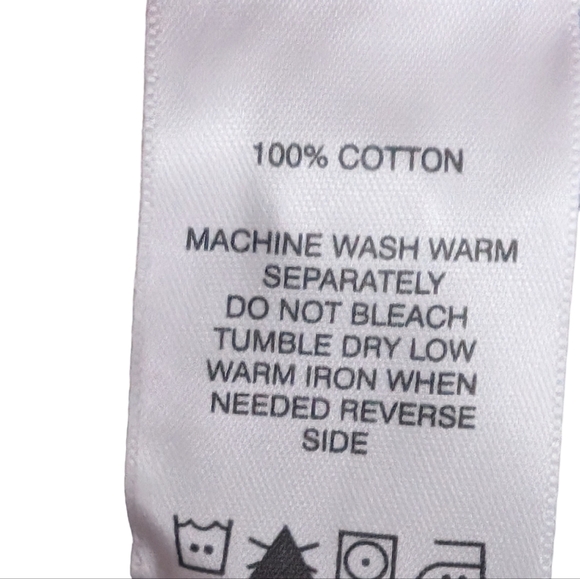 100% COTTON
MACHINE WASH WARM
SEPARATELY
DO NOT BLEACH
TUMBLE DRY LOW
WARM IRON WHEN
NEEDED REVERSE
SIDE